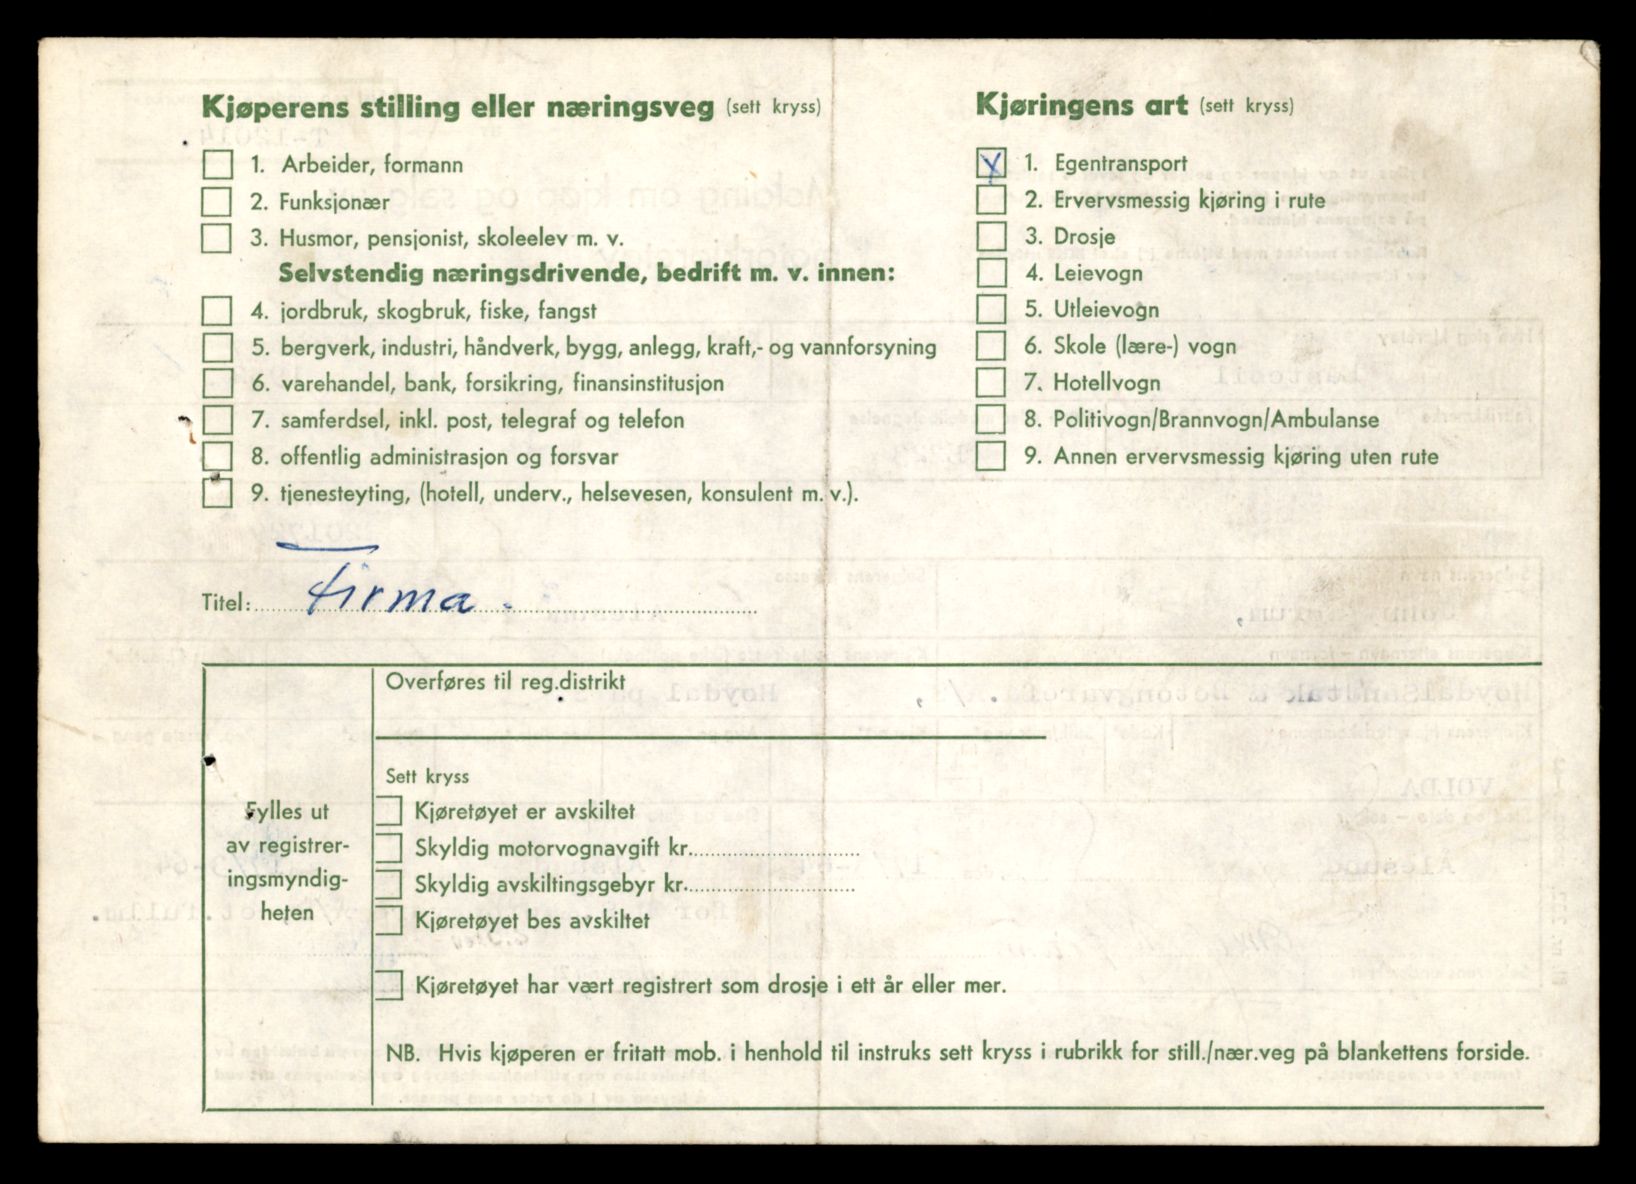 Kjøperens stilling eller næringsveg (sett kryss)
1. Arbeider, formann
2. Funksjonær
3. Husmor, pensjonist, skoleelev m. v.
Selvstendig næringsdrivende, bedrift m. v. innen:
4. jordbruk, skogbruk, fiske, fangst
5. bergverk, industri, håndverk, bygg, anlegg, kraft,- og vannforsyning
6. varehandel, bank, forsikring, finansinstitusjon
7. samferdsel, inkl. post, telegraf og telefon
8. offentlig administrasjon og forsvar
9. tjenesteyting, (hotell, underv., helsevesen, konsulent m. v.).
Titel: firma.
Kjøringens art (sett kryss)
X 1. Egentransport
2. Ervervsmessig kjøring i rute
3. Drosje
4. Leievogn
5. Utleievogn
6. Skole (lære-) vogn
7. Hotellvogn
8. Politivogn/Brannvogn/Ambulanse
9. Annen ervervsmessig kjøring uten rute
Fylles ut
av registrer-
ingsmyndig-
heten
Overføres til reg.distrikt
Sett kryss
Kjøretøyet er avskiltet
Skyldig motorvognavgift kr.
Skyldig avskiltingsgebyr kr.
Kjøretøyet bes avskiltet
Kjøretøyet har vært registrert som drosje i ett år eller mer.
NB. Hvis kjøperen er fritatt mob. i henhold til instruks sett kryss i rubrikk for still./nær.veg på blankettens forside.